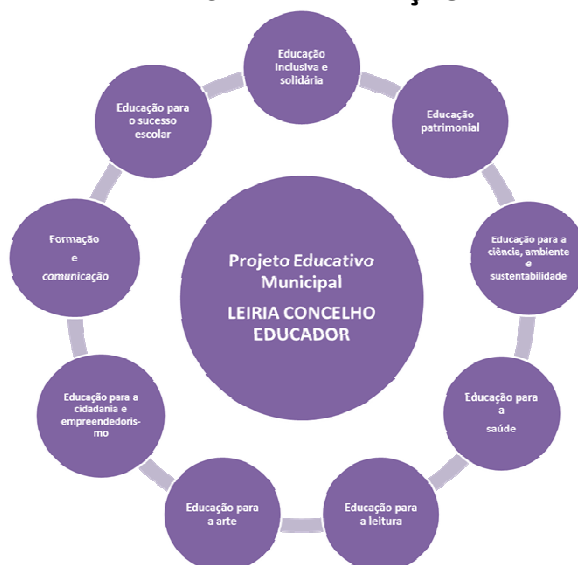 Educação
Inclusiva e
solidária
Educação
patrimonial
Educação para a
ciência, ambiente
e
sustentabilidade
Educação para
a
saúde
Educação para
a leitura
Educação para
a arte
Educação para a
cidadania e
empreendedoris-
mo
Formação
e
comunicação
Educação para
o sucesso
escolar
Projeto Educativo
Municipal
LEIRIA CONCELHO
EDUCADOR